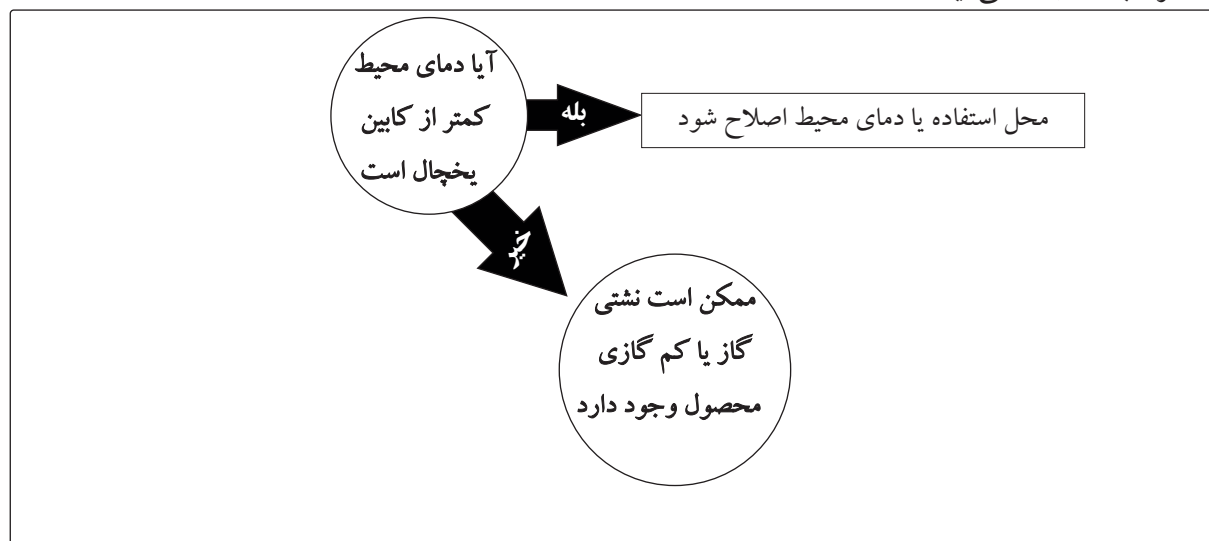 آیا دمای محیط
کمتر از کابین
یخچال است
بله
محل استفاده یا دمای محیط اصلاح شود
خیر
ممکن است نشتی
گاز یا کم گازی
محصول وجود دارد